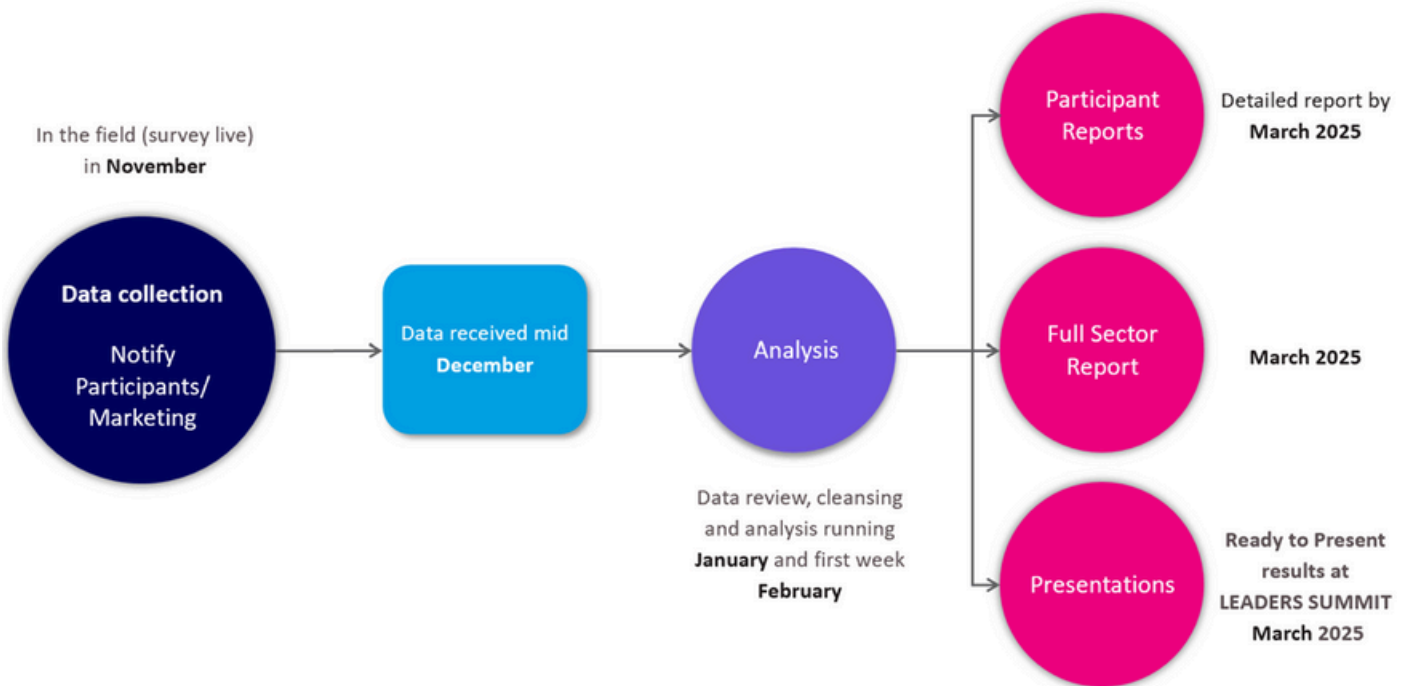 In the field (survey live)
in November
Data collection
Notify
Participants/
Marketing
Data received mid
December
Analysis
Data review, cleansing
and analysis running
January and first week
February
Participant
Reports
Detailed report by
March 2025
Full Sector
Report
March 2025
Presentations
Ready to Present
results at
LEADERS SUMMIT
March 2025